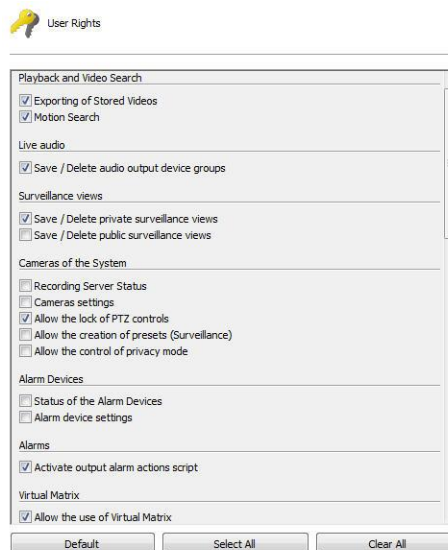 User Rights
Playback and Video Search
Exporting of Stored Videos
Motion Search
Live audio
Save / Delete audio output device groups
Surveillance views
Save / Delete private surveillance views
Save / Delete public surveillance views
Cameras of the System
Recording Server Status
Cameras settings
Allow the lock of PTZ controls
Allow the creation of presets (Surveillance)
Allow the control of privacy mode
Alarm Devices
Status of the Alarm Devices
Alarm device settings
Alarms
Activate output alarm actions script
Virtual Matrix
Allow the use of Virtual Matrix
Default Select All Clear All